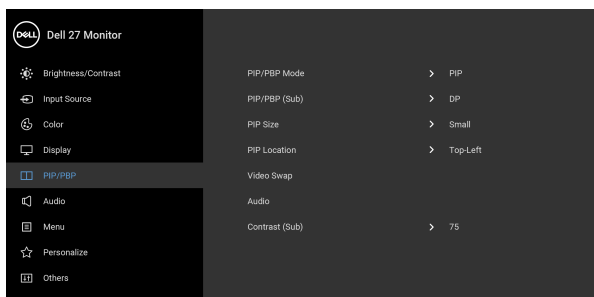 DELL Dell 27 Monitor
Brightness/Contrast
Input Source
Color
Display
PIP/PBP
Audio
Menu
Personalize
Others
PIP/PBP Mode > PIP
PIP/PBP (Sub) > DP
PIP Size > Small
PIP Location > Top-Left
Video Swap
Audio
Contrast (Sub) > 75